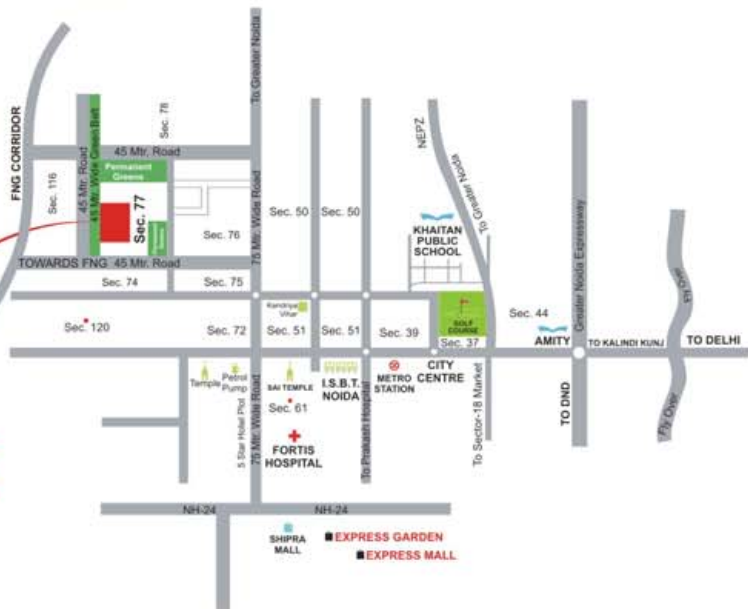 To Greater Noida
FNG CORRIDOR
Sec. 78
45 Mtr. Road
45 Mtr. Road
45 Mtr. Wide Green Belt
Permanent
Greens
Sec. 116
Sec. 77
Sec. 76
75 Mtr. Wide Road
Sec. 50
Sec. 50
NEPZ
To Greater Noida
KHAITAN
PUBLIC
SCHOOL
Greater Noida Expressway
Fly Over
TOWARDS FNG 45 Mtr. Road
Sec. 74
Sec. 75
Kendriya
Vihar
GOLF
COURSE
Sec. 44
Sec. 120
Sec. 72
Sec. 51
Sec. 51
Sec. 39
Sec. 37
AMITY
TO KALINDI KUNJ
TO DELHI
Temple
Petrol
Pump
SAI TEMPLE
I.S.B.T.
NOIDA
METRO
STATION
CITY
CENTRE
5 Star Hotel Plot
75 Mtr. Wide Road
Sec. 61
FORTIS
HOSPITAL
To Prakash Hospital
To Sector-18 Market
TO DND
Fly Over
NH-24
NH-24
SHIPRA
MALL
EXPRESS GARDEN
EXPRESS MALL